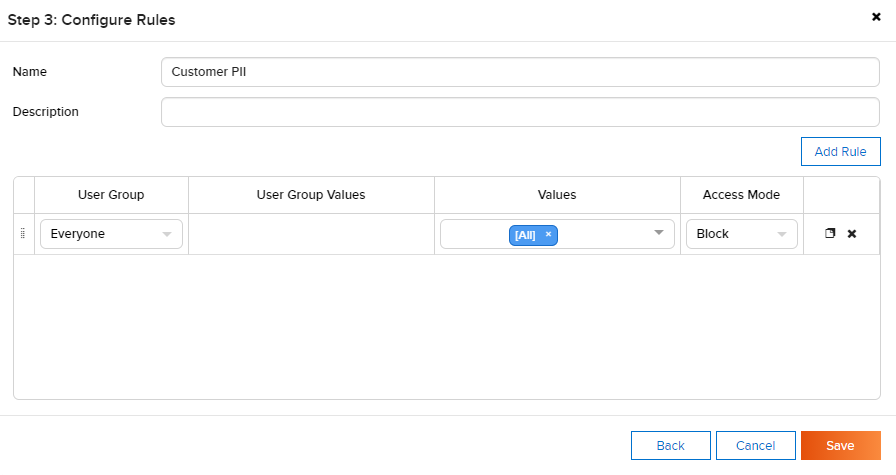 Step 3: Configure Rules
Name
Customer PII
Description
Add Rule
User Group
User Group Values
Values
Access Mode
Everyone
[All] ×
Block
Back
Cancel
Save